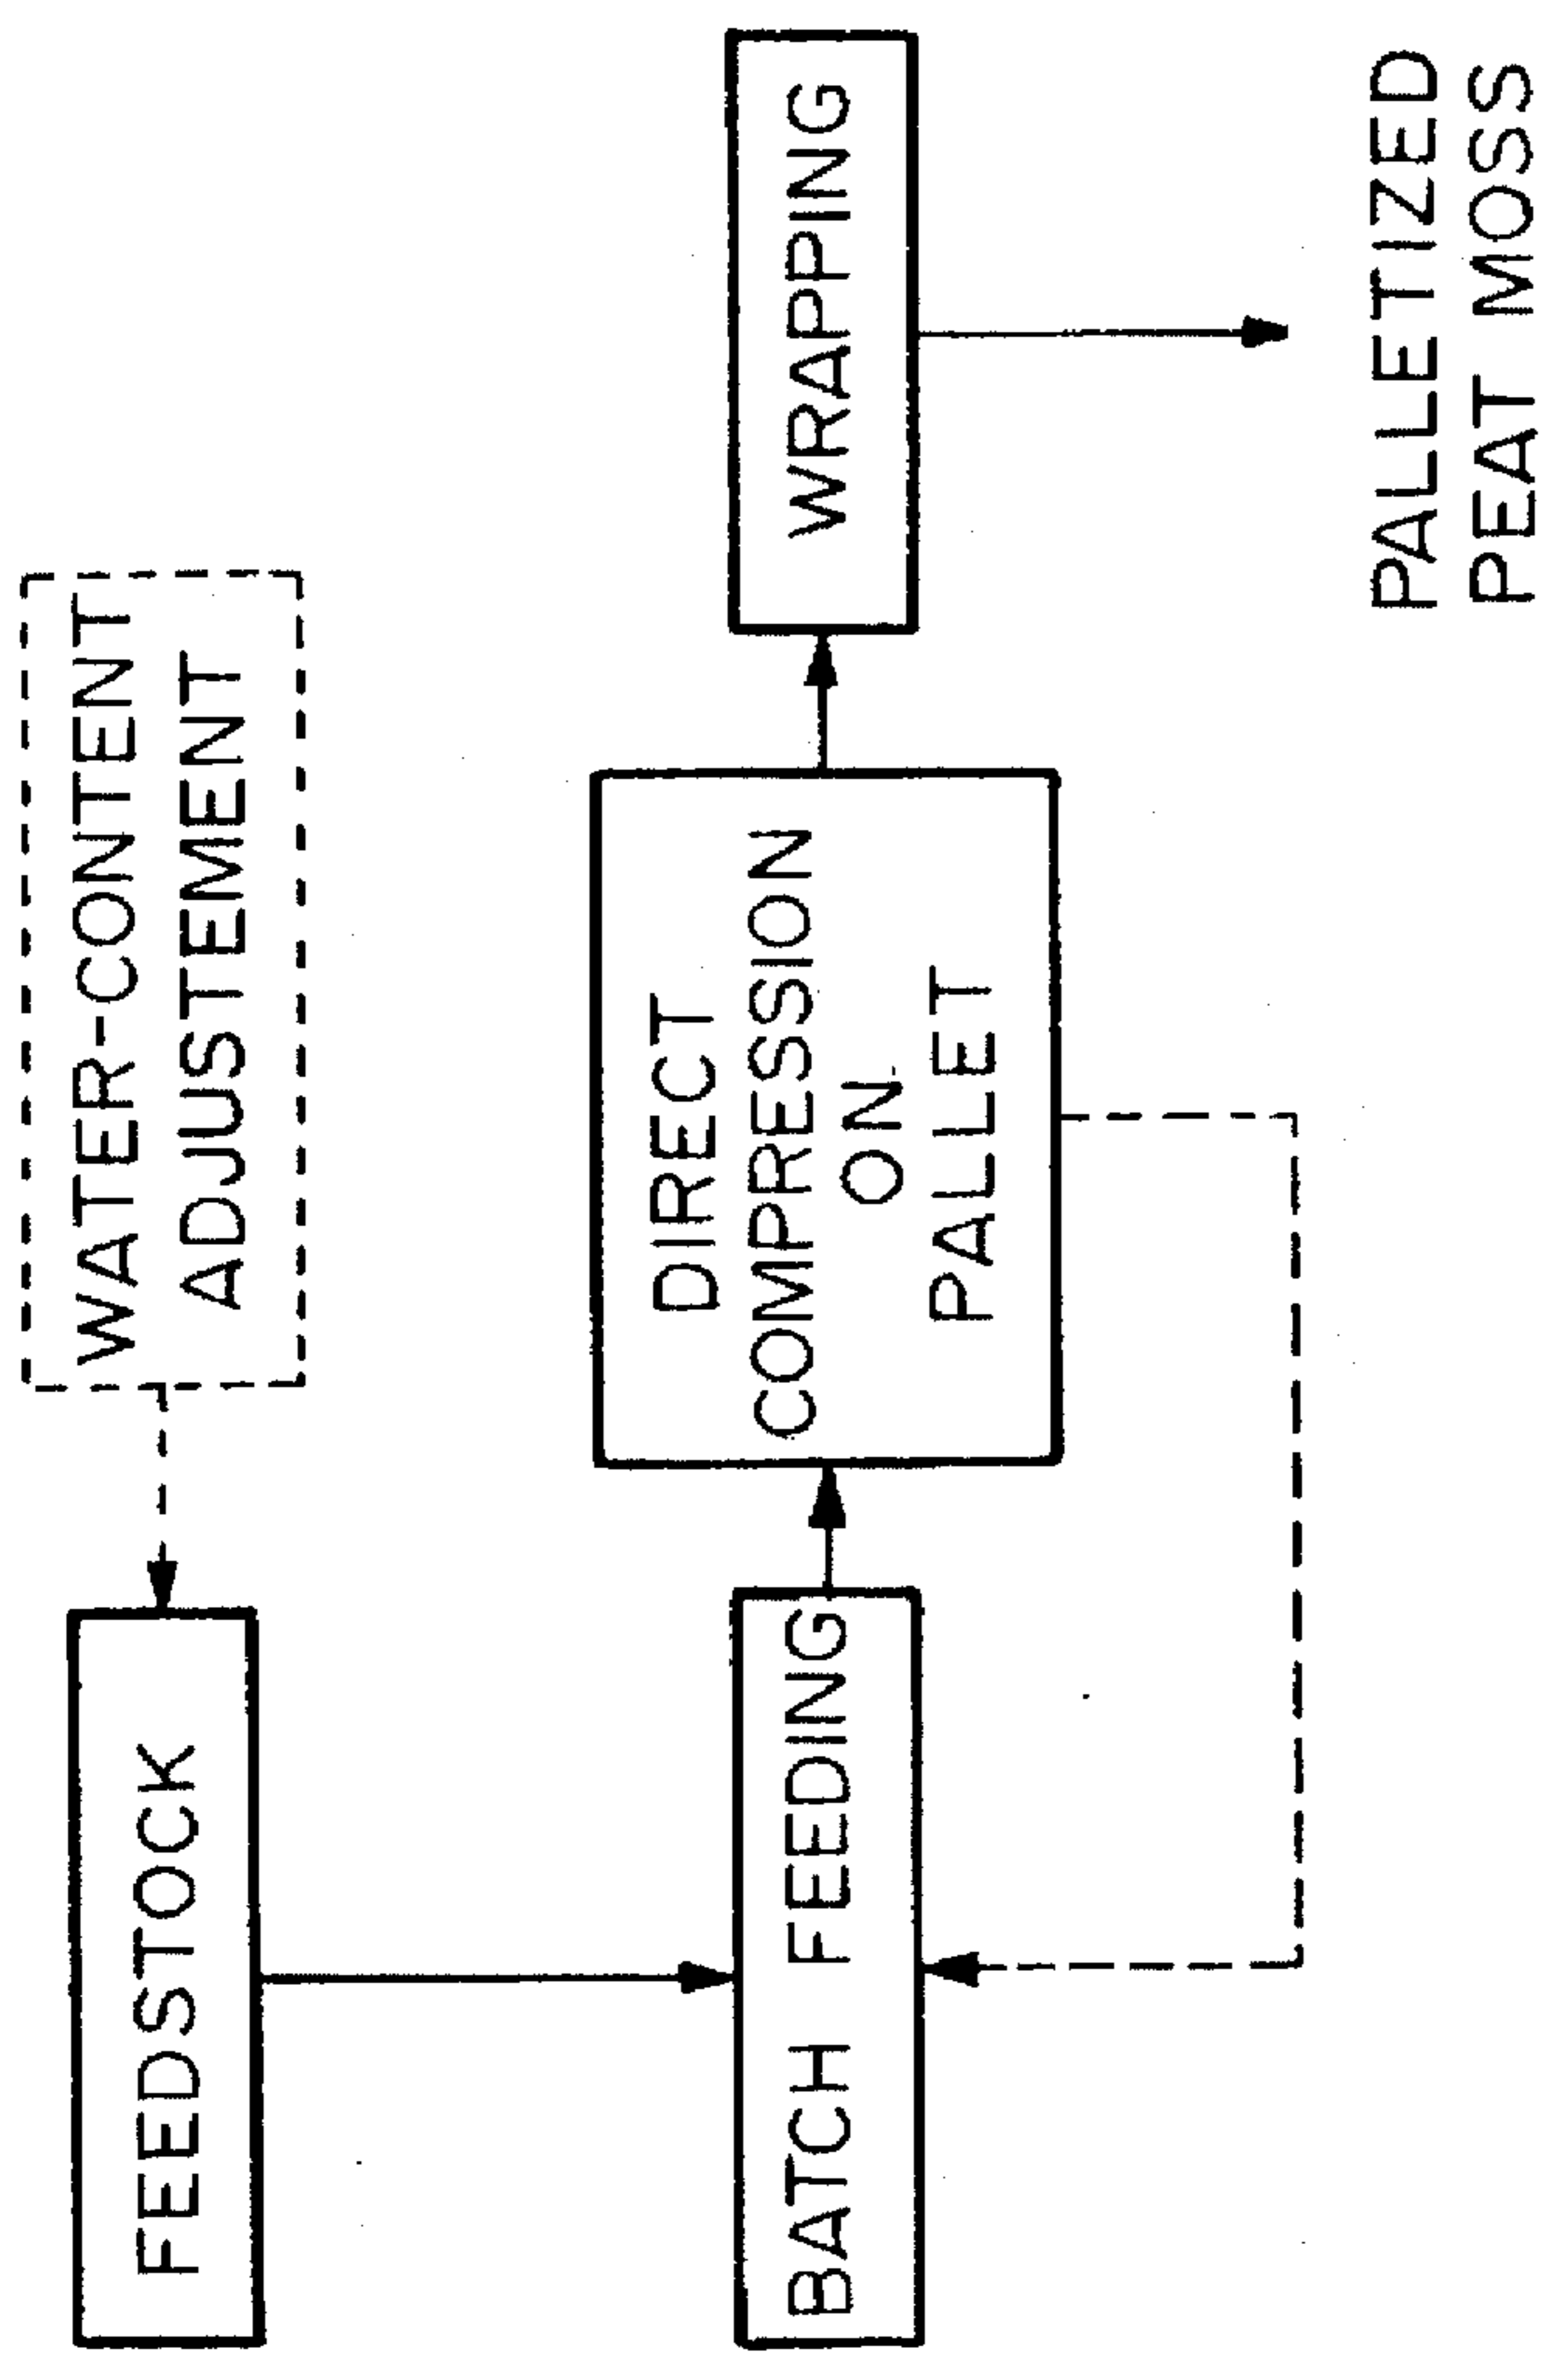 FEEDSTOCK
WATER-CONTENT
ADJUSTEMENT
BATCH FEEDING
DIRECT
COMPRESSION
ON
PALLET
WRAPPING
PALLETIZED
PEAT MOSS